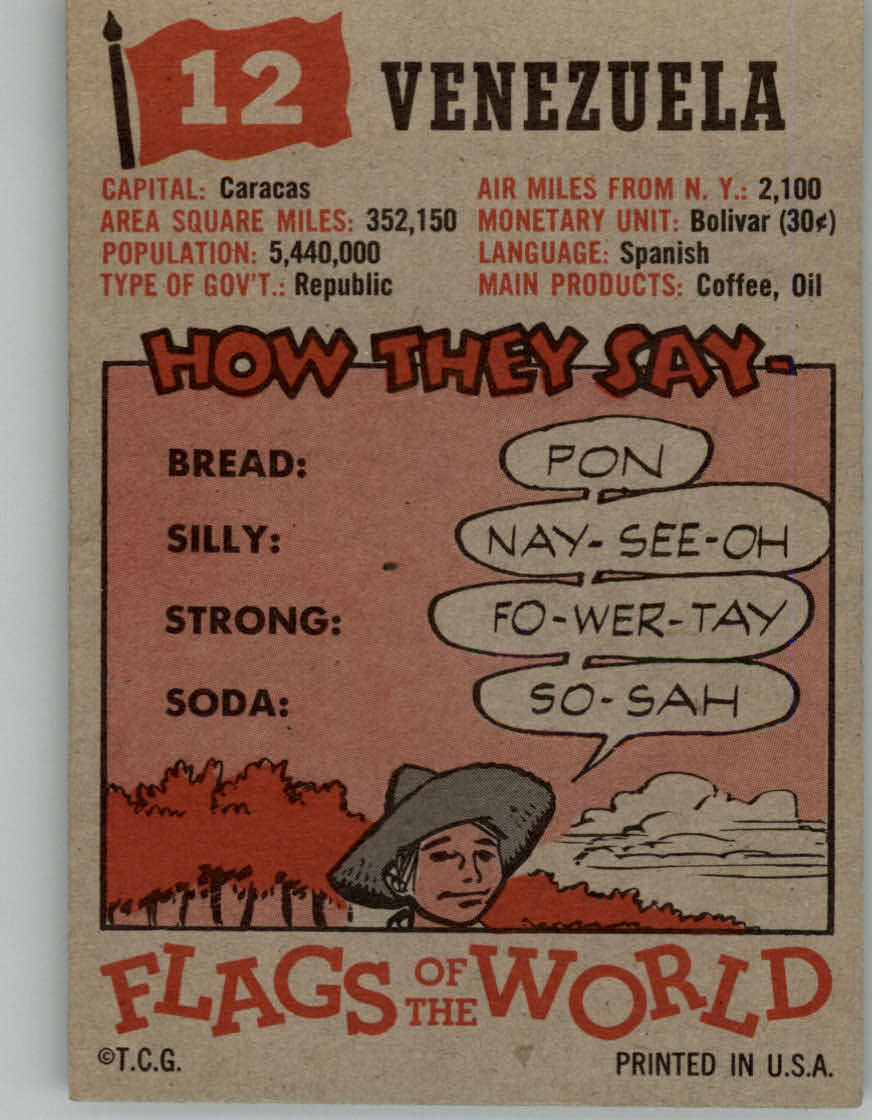 12 VENEZUELA
CAPITAL: Caracas
AREA SQUARE MILES: 352,150
POPULATION: 5,440,000
TYPE OF GOV'T.: Republic
AIR MILES FROM N. Y.: 2,100
MONETARY UNIT: Bolivar (30¢)
LANGUAGE: Spanish
MAIN PRODUCTS: Coffee, Oil
HOW THEY SAY-
BREAD: PON
SILLY: NAY-SEE-OH
STRONG: FO-WER-TAY
SODA: SO-SAH
FLAGS OF THE WORLD
©T.C.G. PRINTED IN U.S.A.